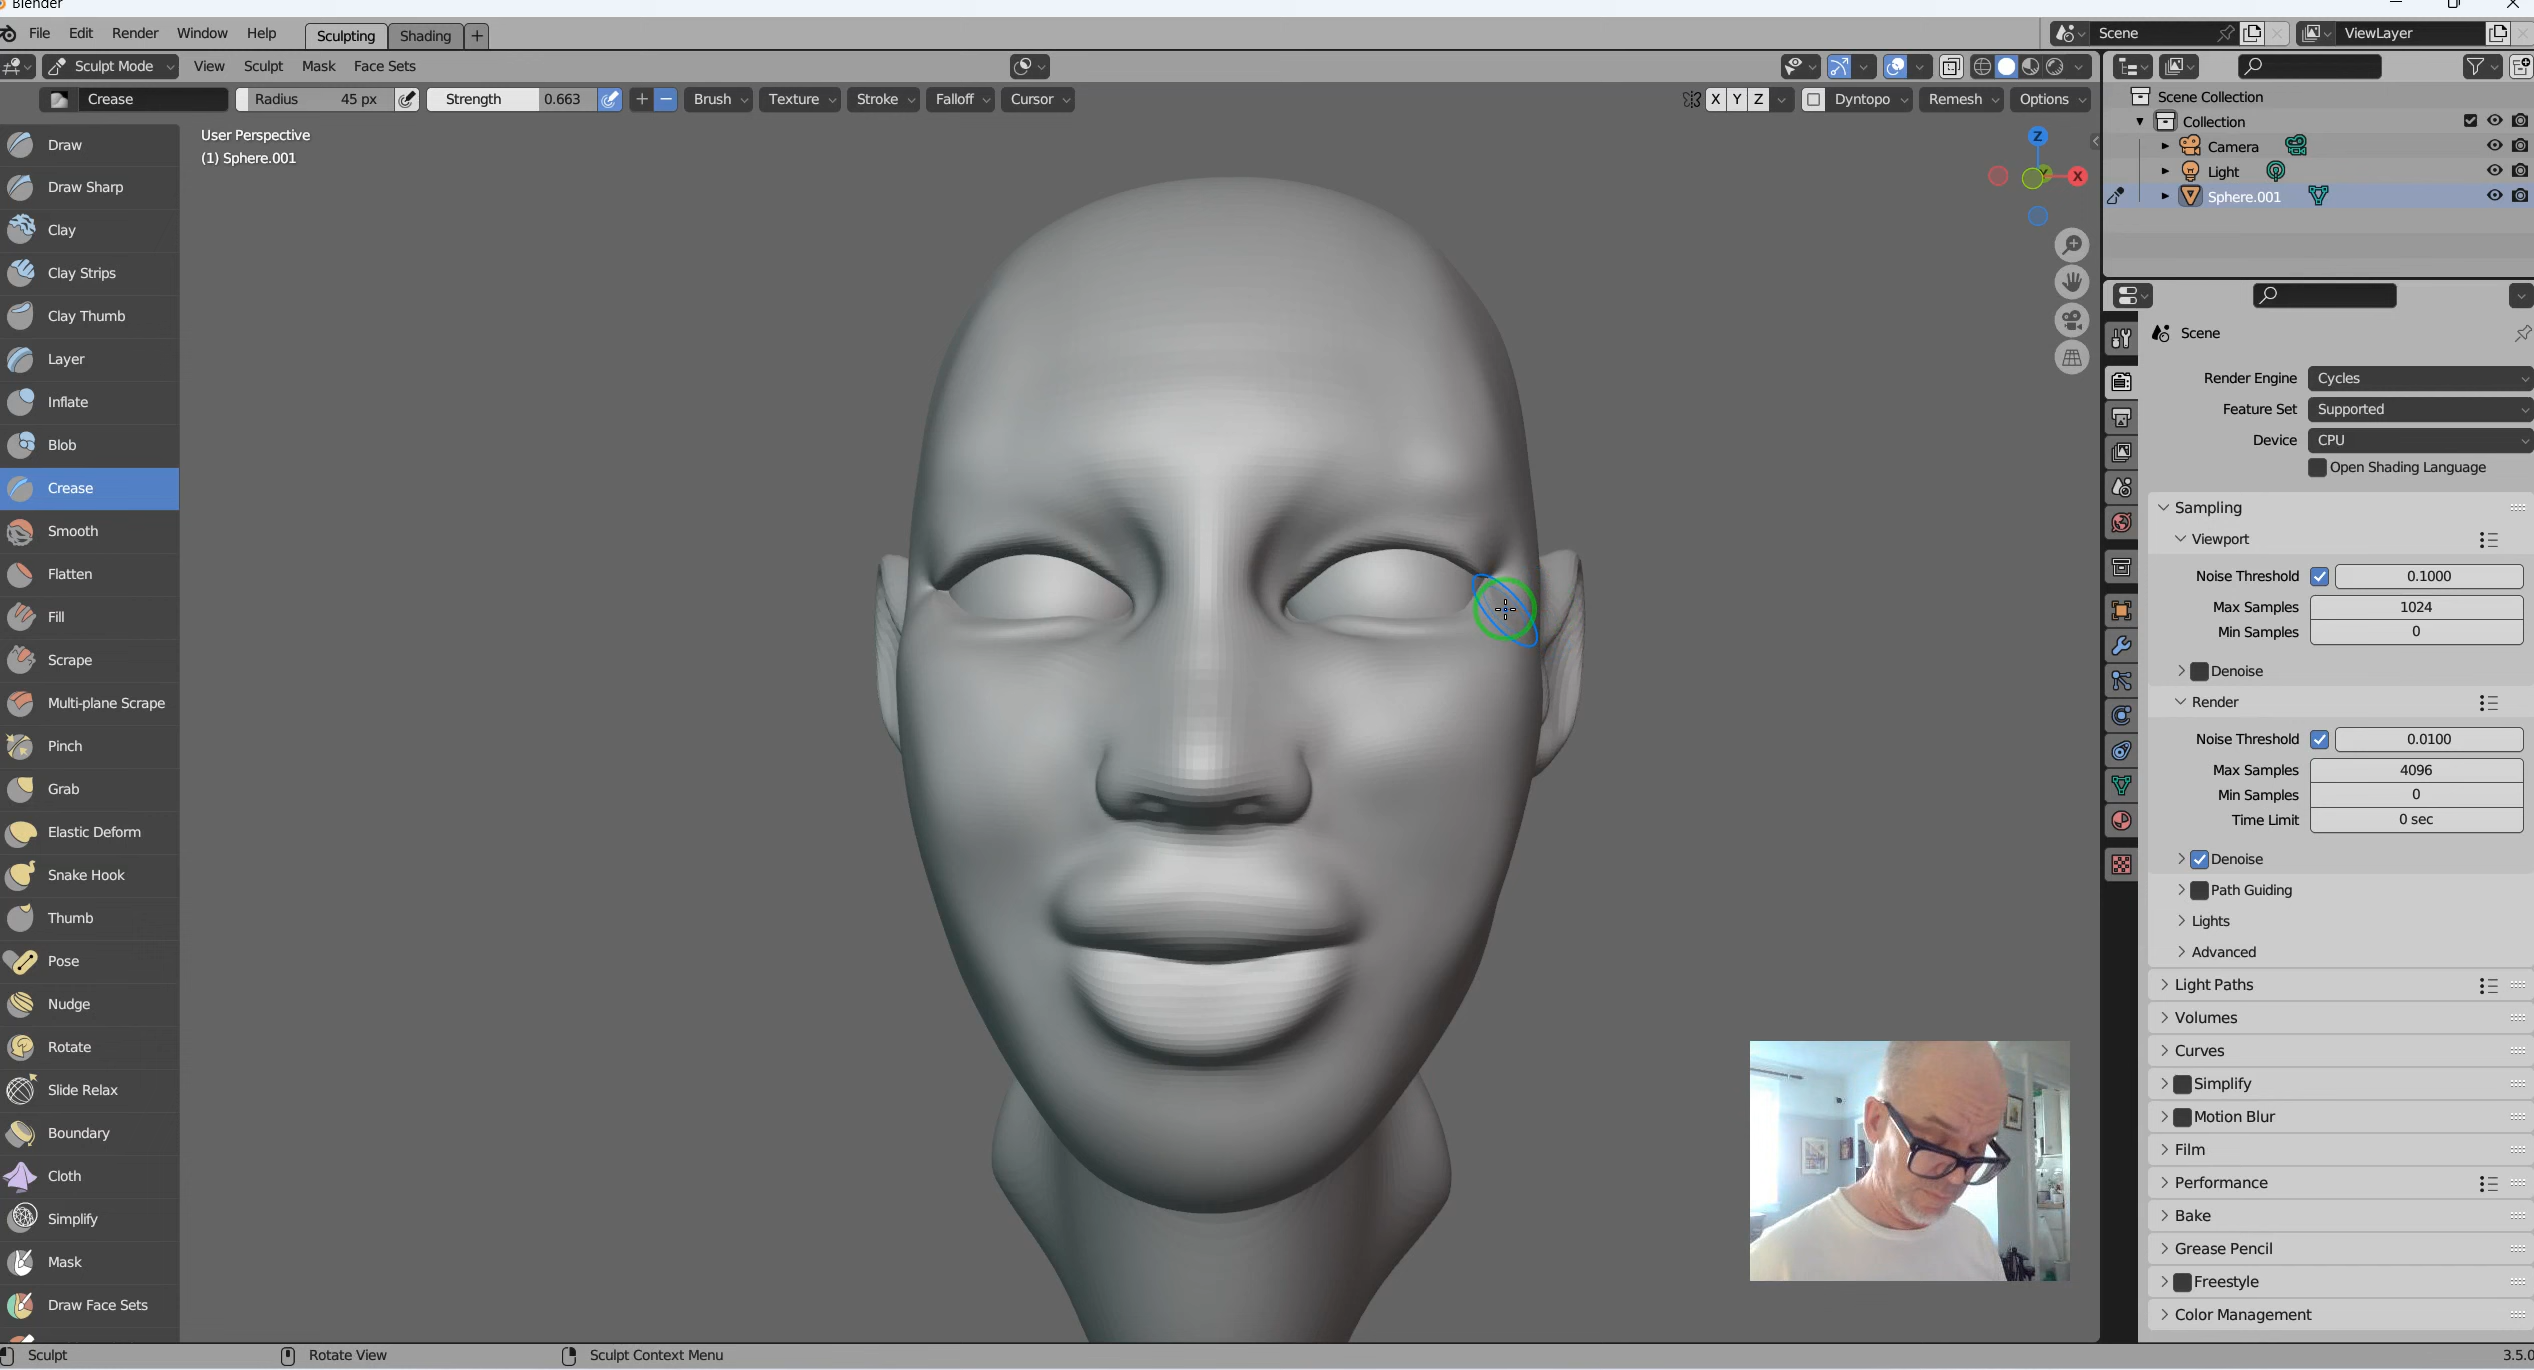 Blender
File Edit Render Window Help Sculpting Shading + Scene ViewLayer
Sculpt Mode View Sculpt Mask Face Sets
Crease Radius 45 px Strength 0.663 Brush Texture Stroke Falloff Cursor X Y Z Dyntopo Remesh Options
User Perspective
(1) Sphere.001
Z
Y
X
Draw
Draw Sharp
Clay
Clay Strips
Clay Thumb
Layer
Inflate
Blob
Crease
Smooth
Flatten
Fill
Scrape
Multi-plane Scrape
Pinch
Grab
Elastic Deform
Snake Hook
Thumb
Pose
Nudge
Rotate
Slide Relax
Boundary
Cloth
Simplify
Mask
Draw Face Sets
Scene Collection
Collection
Camera
Light
Sphere.001
Scene
Render Engine Cycles
Feature Set Supported
Device CPU
Open Shading Language
Sampling
Viewport
Noise Threshold 0.1000
Max Samples 1024
Min Samples 0
Denoise
Render
Noise Threshold 0.0100
Max Samples 4096
Min Samples 0
Time Limit 0 sec
Denoise
Path Guiding
Lights
Advanced
Light Paths
Volumes
Curves
Simplify
Motion Blur
Film
Performance
Bake
Grease Pencil
Freestyle
Color Management
Sculpt Rotate View Sculpt Context Menu 3.5.0